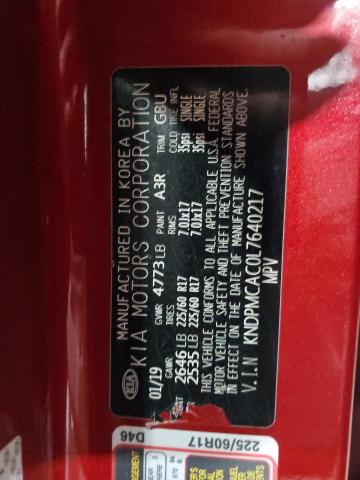 MANUFACTURED IN KOREA BY
KIA MOTORS CORPORATION
KIA
01/19 GVWR 4773LB PAINT A3R TRIM GBU
GAWR TIRES RIMS COLD TIRE INFL
2646LB 225/60 R17 7.0Jx17 35psi SINGLE
2535LB 225/60 R17 7.0Jx17 35psi SINGLE
THIS VEHICLE CONFORMS TO ALL APPLICABLE U.S.A. FEDERAL
MOTOR VEHICLE SAFETY AND THEFT PREVENTION STANDARDS
IN EFFECT ON THE DATE OF MANUFACTURE SHOWN ABOVE.
V.I.N KNDPMCAC0L7640217
MPV
D46
225/60R17